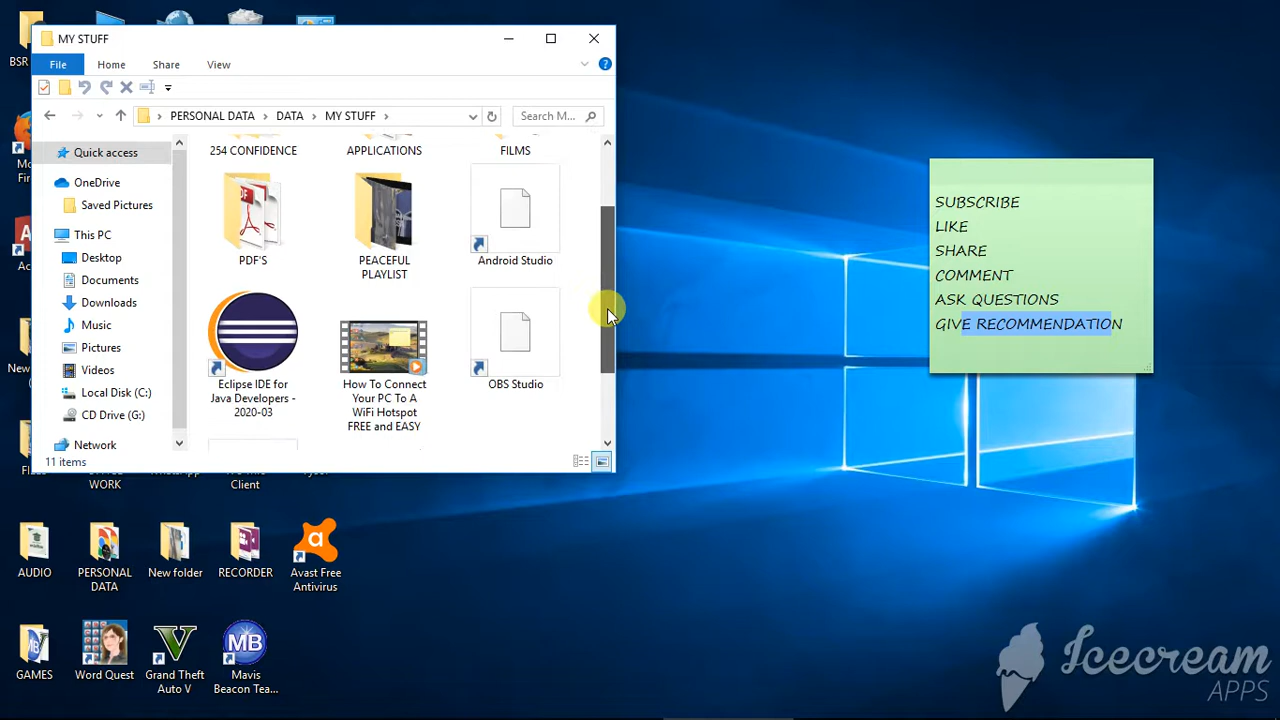 BSR
MY STUFF
File
Home
Share
View
PERSONAL DATA
DATA
MY STUFF
Search M...
Quick access
OneDrive
Saved Pictures
This PC
Desktop
Documents
Downloads
Music
Pictures
Videos
Local Disk (C:)
CD Drive (G:)
Network
254 CONFIDENCE
APPLICATIONS
FILMS
PDF'S
PEACEFUL
PLAYLIST
Android Studio
Eclipse IDE for
Java Developers -
2020-03
How To Connect
Your PC To A
WiFi Hotspot
FREE and EASY
OBS Studio
11 items
SUBSCRIBE
LIKE
SHARE
COMMENT
ASK QUESTIONS
GIVE RECOMMENDATION
WORK
Client
AUDIO
PERSONAL
DATA
New folder
RECORDER
Avast Free
Antivirus
GAMES
Word Quest
Grand Theft
Auto V
MB
Mavis
Beacon Tea...
Icecream
APPS